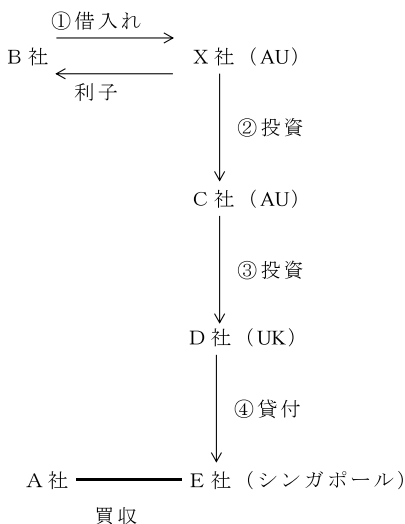 ①借入れ
B社
X社（AU）
利子
②投資
C社（AU）
③投資
D社（UK）
④貸付
A社
E社（シンガポール）
買収